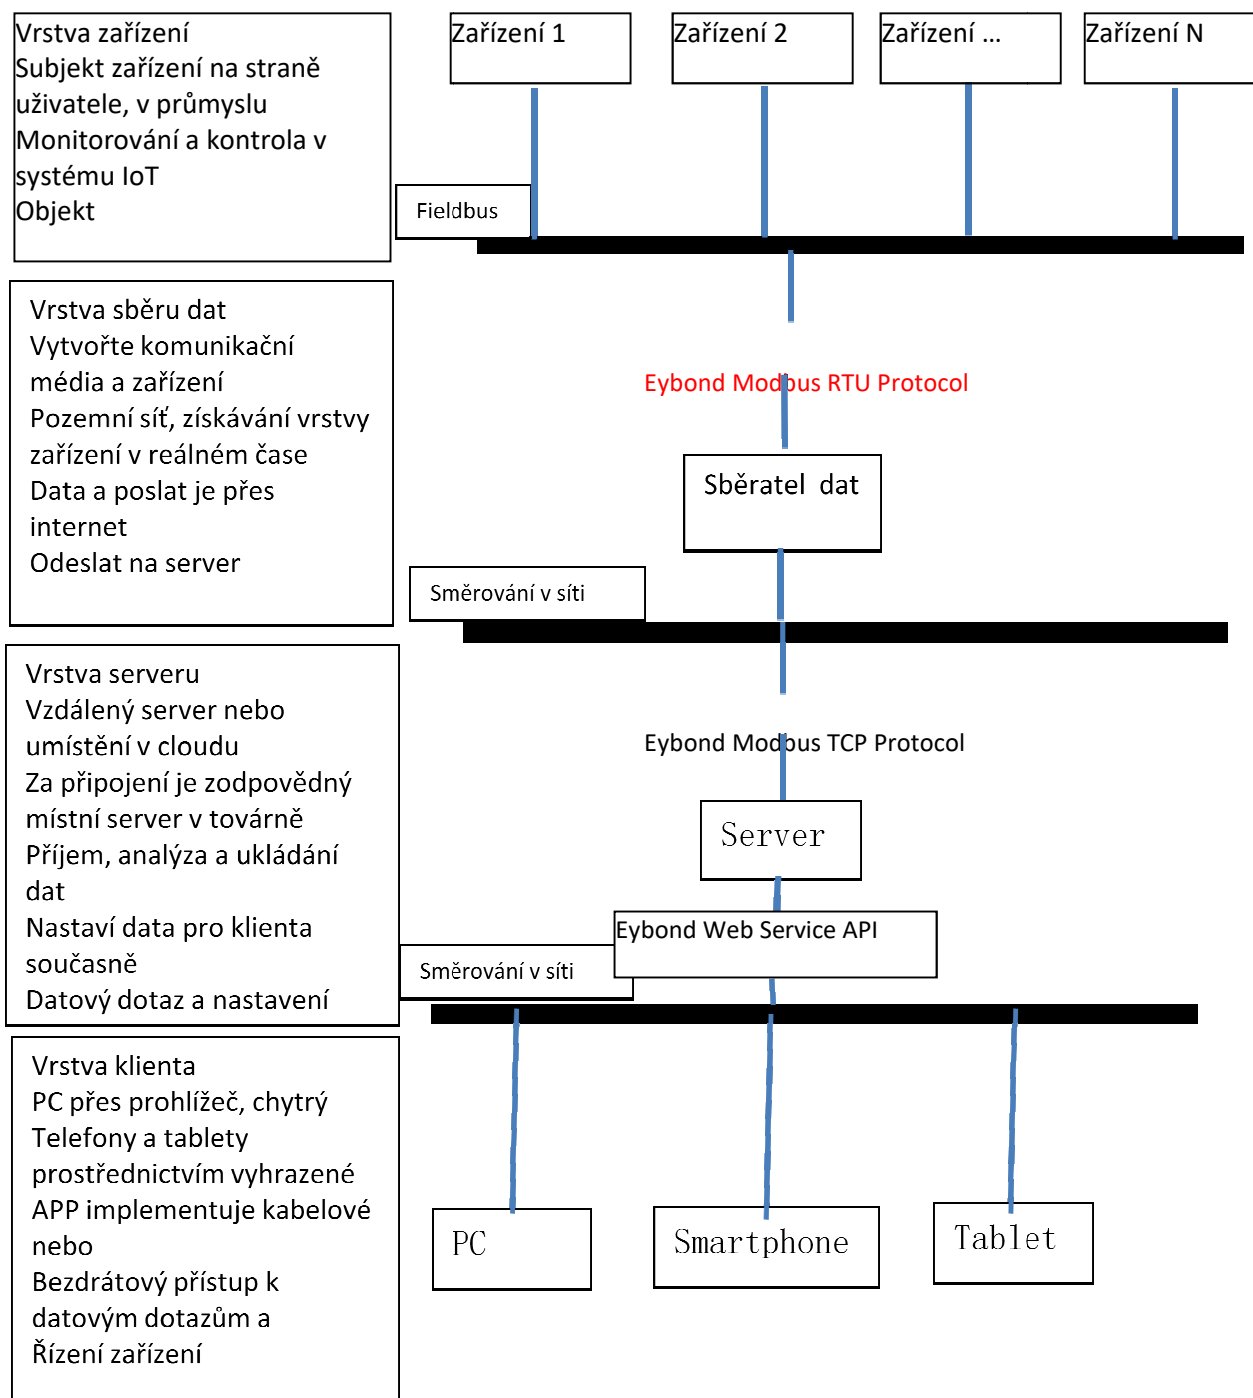 Vrstva zařízení
Subjekt zařízení na straně
uživatele, v průmyslu
Monitorování a kontrola v
systému IoT
Objekt
Zařízení 1
Zařízení 2
Zařízení ...
Zařízení N
Fieldbus
Vrstva sběru dat
Vytvořte komunikační
média a zařízení
Pozemní síť, získávání vrstvy
zařízení v reálném čase
Data a poslat je přes
internet
Odeslat na server
Eybond Modbus RTU Protocol
Sběratel dat
Směrování v síti
Vrstva serveru
Vzdálený server nebo
umístění v cloudu
Za připojení je zodpovědný
místní server v továrně
Příjem, analýza a ukládání
dat
Nastaví data pro klienta
současně
Datový dotaz a nastavení
Eybond Modbus TCP Protocol
Server
Eybond Web Service API
Směrování v síti
Vrstva klienta
PC přes prohlížeč, chytrý
Telefony a tablety
prostřednictvím vyhrazené
APP implementuje kabelové
nebo
Bezdrátový přístup k
datovým dotazům a
Řízení zařízení
PC
Smartphone
Tablet